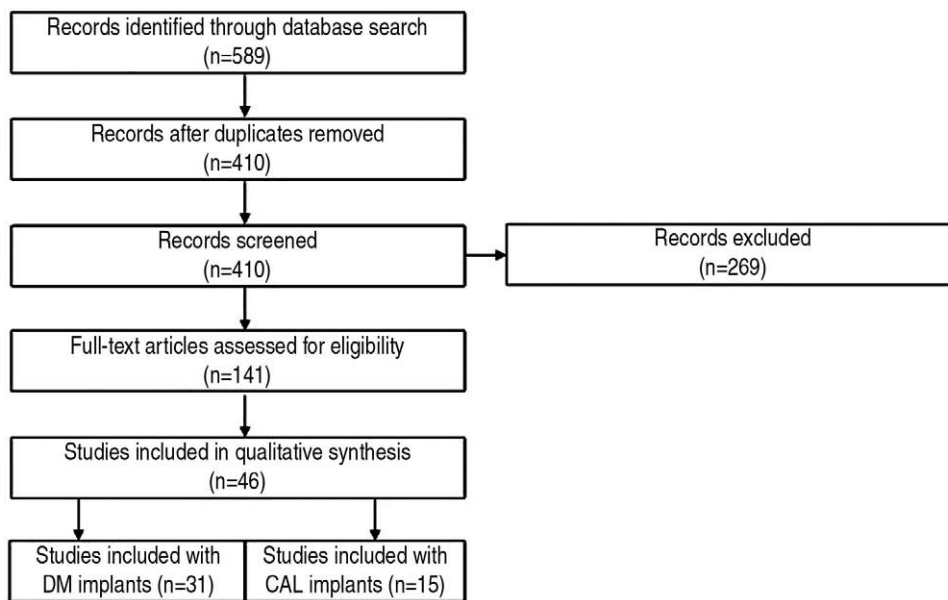 Records identified through database search
(n=589)
Records after duplicates removed
(n=410)
Records screened
(n=410)
Records excluded
(n=269)
Full-text articles assessed for eligibility
(n=141)
Studies included in qualitative synthesis
(n=46)
Studies included with
DM implants (n=31)
Studies included with
CAL implants (n=15)